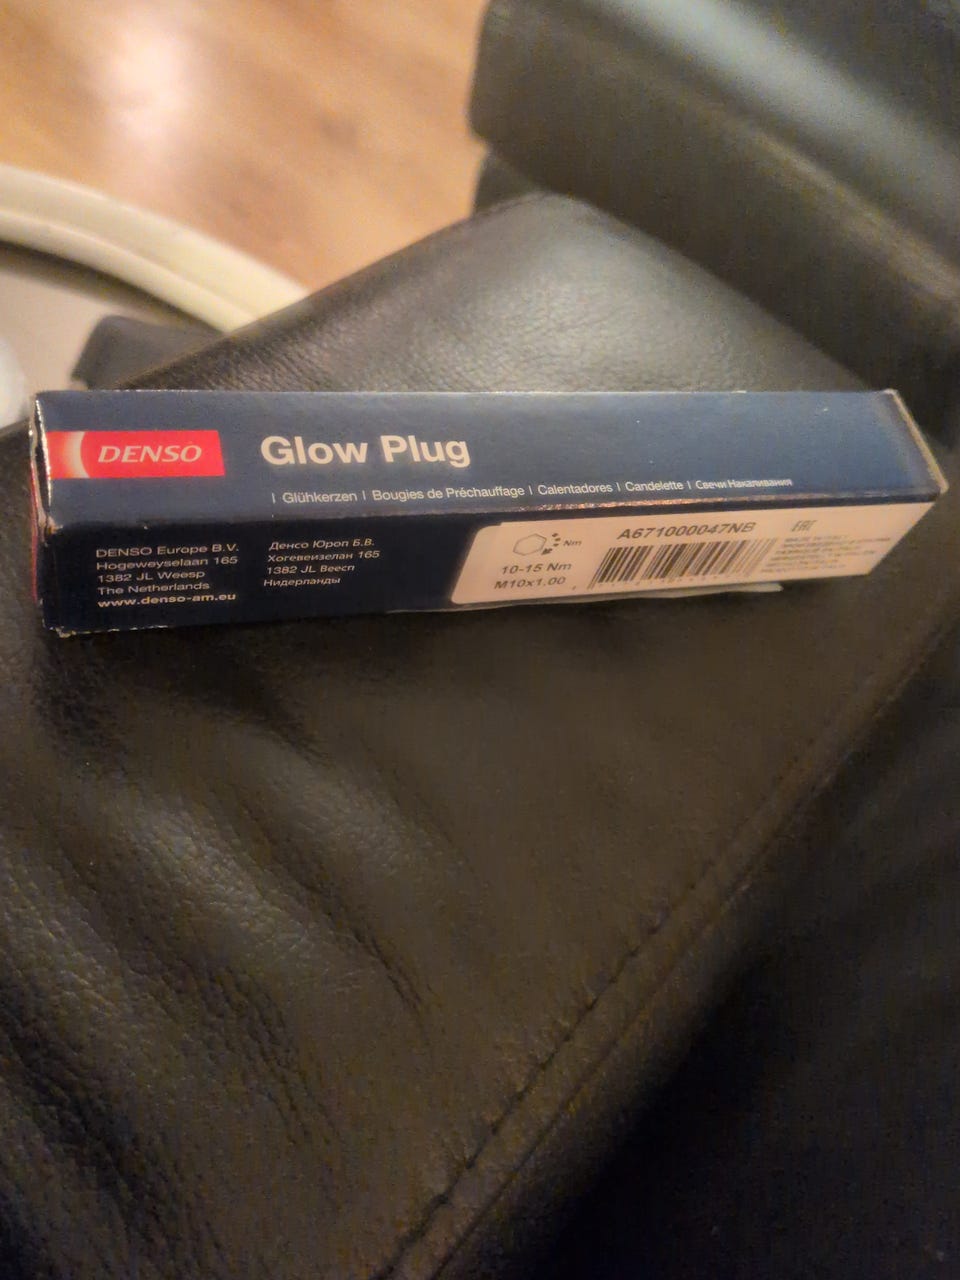 DENSO
Glow Plug
| Glühkerzen | Bougies de Préchauffage | Calentadores | Candelette | Свечи Накаливания
DENSO Europe B.V.
Hogeweyselaan 165
1382 JL Weesp
The Netherlands
www.denso-am.eu
Денсо Юроп Б.В.
Хогевейзелан 165
1382 JL Веесп
Нидерланды
Nm
10-15 Nm
M10x1.00
A671000047NB
EAC